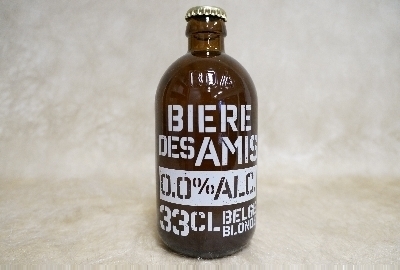 BIERE
DES AMIS
0.0% ALC.
33CL BELGE
BLONDE